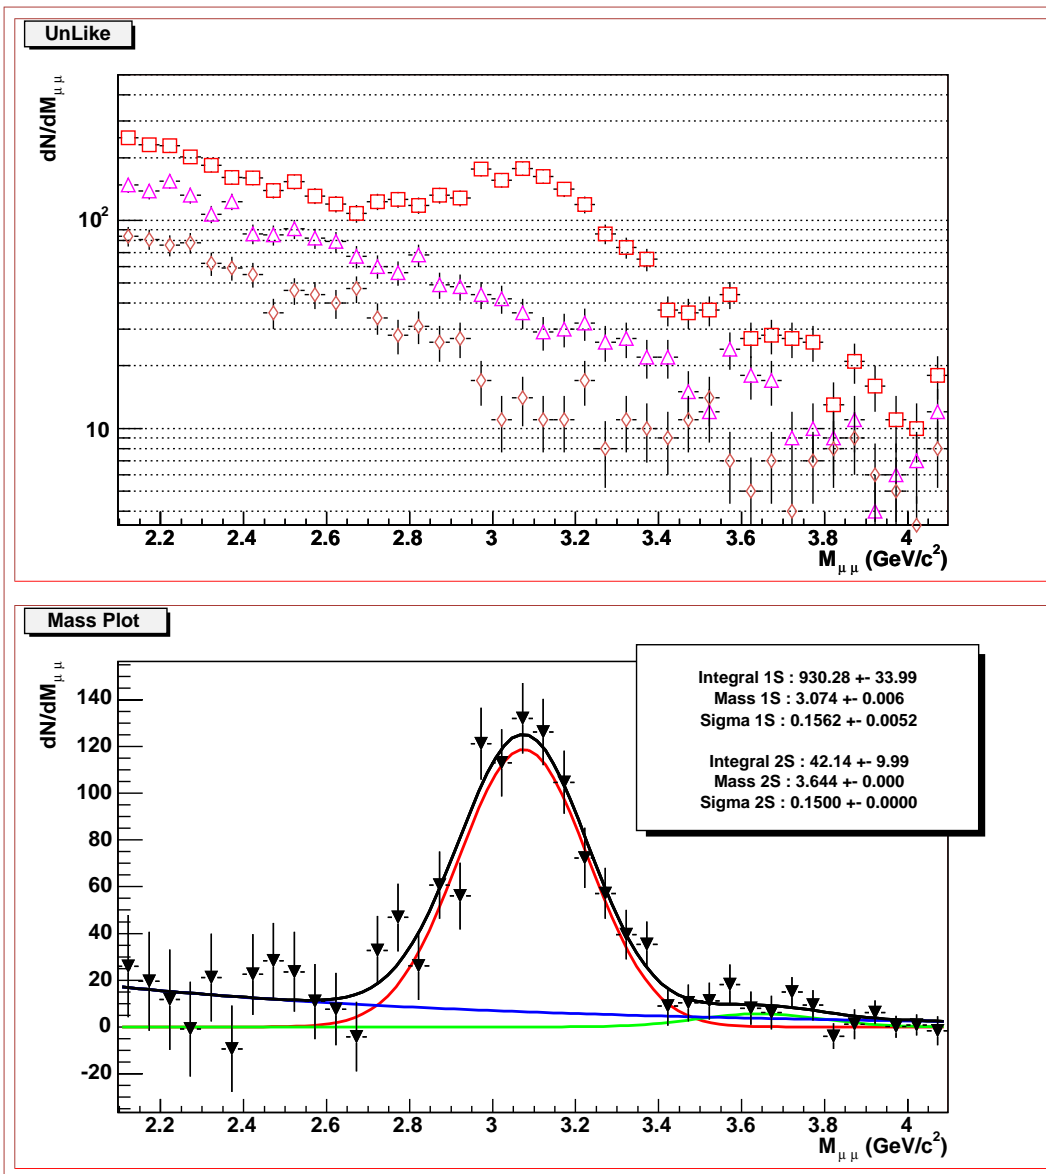 UnLike
dN/dM μ μ
10²
10
2.2 2.4 2.6 2.8 3 3.2 3.4 3.6 3.8 4
M μ μ (GeV/c²)
Mass Plot
dN/dM μ μ
140
120
100
80
60
40
20
0
-20
2.2 2.4 2.6 2.8 3 3.2 3.4 3.6 3.8 4
M μ μ (GeV/c²)
Integral 1S : 930.28 +- 33.99
Mass 1S : 3.074 +- 0.006
Sigma 1S : 0.1562 +- 0.0052
Integral 2S : 42.14 +- 9.99
Mass 2S : 3.644 +- 0.000
Sigma 2S : 0.1500 +- 0.0000